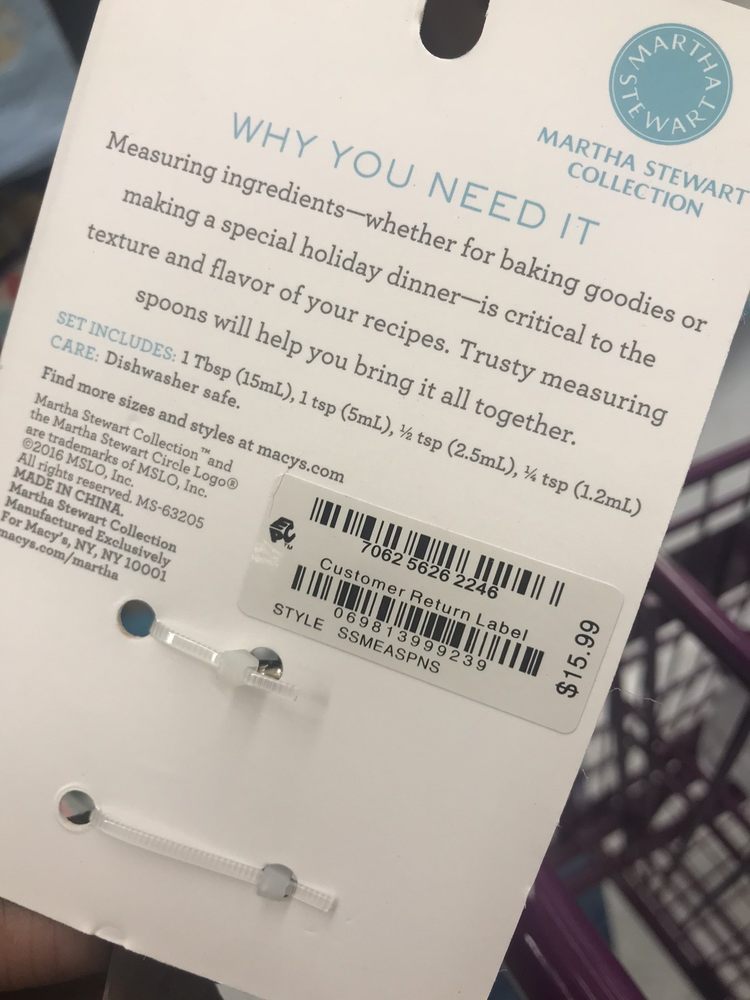 MARTHA STEWART
MARTHA STEWART
COLLECTION
WHY YOU NEED IT
Measuring ingredients—whether for baking goodies or
making a special holiday dinner—is critical to the
texture and flavor of your recipes. Trusty measuring
spoons will help you bring it all together.
SET INCLUDES: 1 Tbsp (15mL), 1 tsp (5mL), ½ tsp (2.5mL), ¼ tsp (1.2mL)
CARE: Dishwasher safe.
Find more sizes and styles at macys.com
Martha Stewart Collection™ and
the Martha Stewart Circle Logo®
are trademarks of MSLO, Inc.
©2016 MSLO, Inc.
All rights reserved. MS-63205
MADE IN CHINA.
Martha Stewart Collection
Manufactured Exclusively
For Macy's, NY, NY 10001
macys.com/martha
7062 5626 2246
Customer Return Label
069813999239
STYLE SSMEASPNS
$15.99